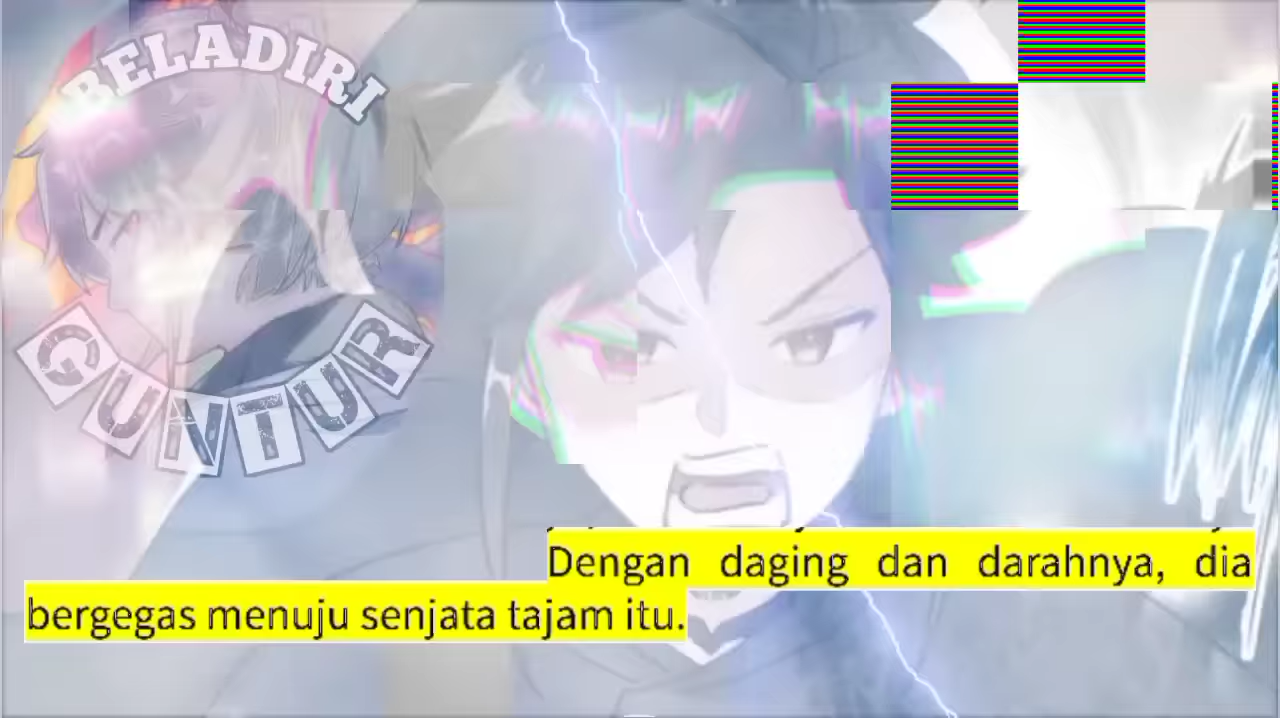 BELADIRI
GUNTUR
Dengan daging dan darahnya, dia
bergegas menuju senjata tajam itu.